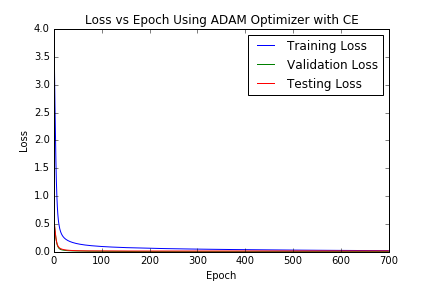 Loss vs Epoch Using ADAM Optimizer with CE
4.0
3.5
3.0
2.5
2.0
1.5
1.0
0.5
0.0
Loss
Training Loss
Validation Loss
Testing Loss
0 100 200 300 400 500 600 700
Epoch